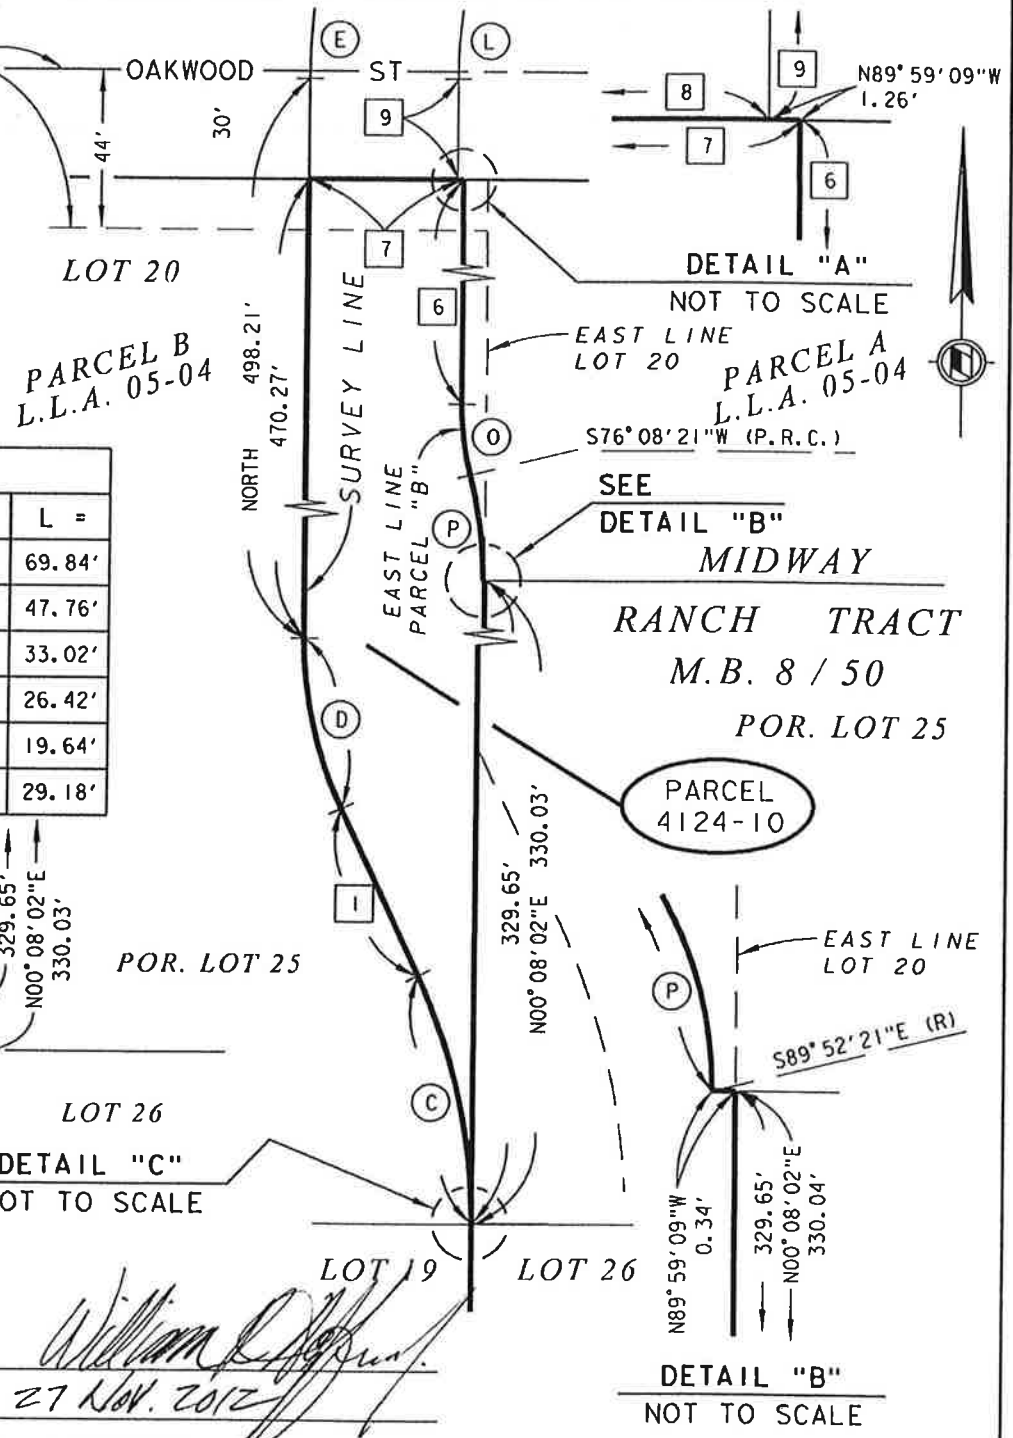 E
L
OAKWOOD ST
30'
44'
9
7
LOT 20
8
9
N89°59'09"W
1.26'
7
6
DETAIL "A"
NOT TO SCALE
6
EAST LINE
LOT 20
PARCEL B
L.L.A. 05-04
PARCEL A
L.L.A. 05-04
NORTH 498.21'
470.27'
SURVEY LINE
O
S76°08'21"W (P.R.C.)
EAST LINE
PARCEL "B"
P
SEE
DETAIL "B"
L =
69.84'
47.76'
33.02'
26.42'
19.64'
29.18'
MIDWAY
RANCH TRACT
M.B. 8 / 50
POR. LOT 25
D
PARCEL
4124-10
1
329.65'
N00°08'02"E
330.03'
329.65'
N00°08'02"E 330.03'
POR. LOT 25
EAST LINE
LOT 20
P
S89°52'21"E (R)
C
LOT 26
DETAIL "C"
OT TO SCALE
N89°59'09"W
0.34'
329.65'
N00°08'02"E
330.04'
LOT 19
LOT 26
DETAIL "B"
NOT TO SCALE
William
27 Nov. 2012